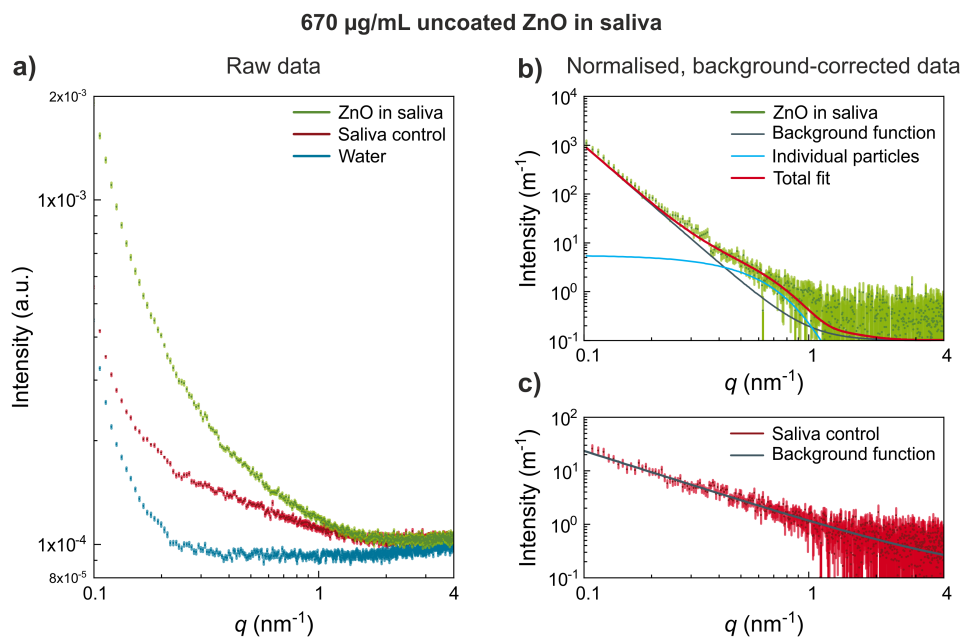 670 µg/mL uncoated ZnO in saliva
a)
Raw data
2x10⁻³
1x10⁻³
1x10⁻⁴
8x10⁻⁵
Intensity (a.u.)
ZnO in saliva
Saliva control
Water
0.1
1
4
q (nm⁻¹)
b)
Normalised, background-corrected data
10⁴
10³
10²
10¹
10⁰
10⁻¹
Intensity (m⁻¹)
ZnO in saliva
Background function
Individual particles
Total fit
0.1
1
4
q (nm⁻¹)
c)
10²
10¹
10⁰
10⁻¹
Intensity (m⁻¹)
Saliva control
Background function
0.1
1
4
q (nm⁻¹)